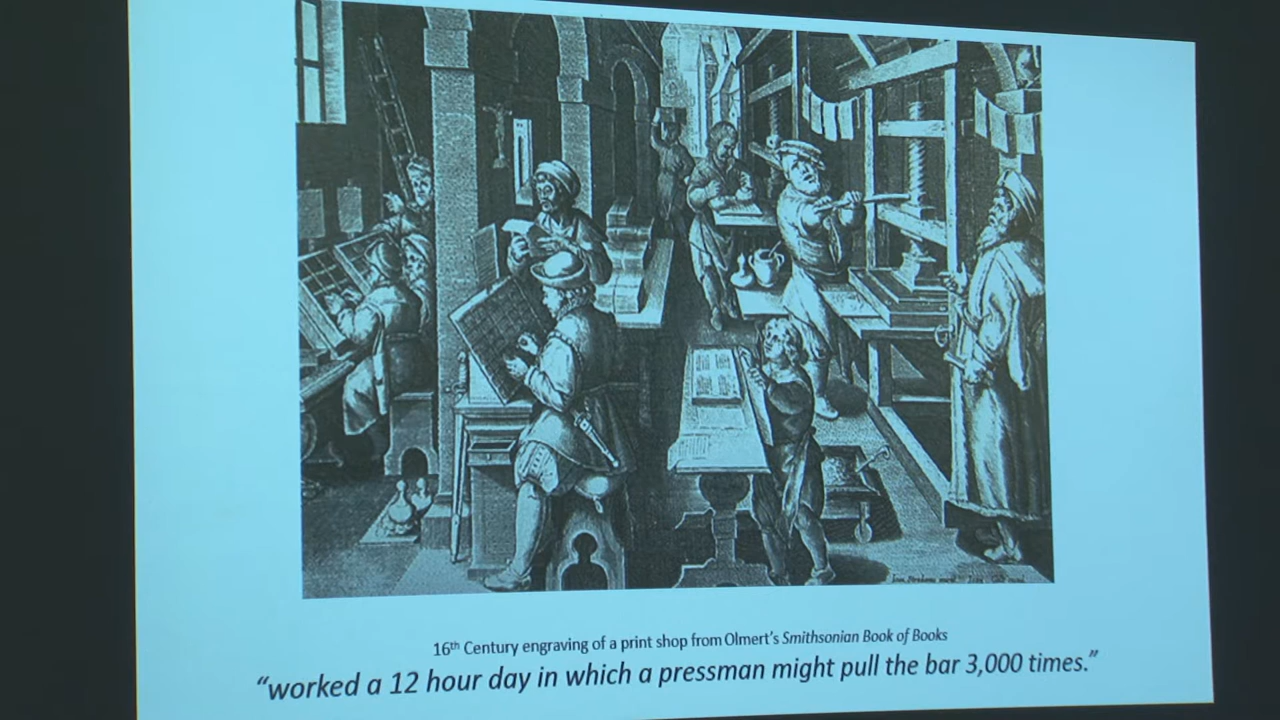 16th Century engraving of a print shop from Olmert's Smithsonian Book of Books
"worked a 12 hour day in which a pressman might pull the bar 3,000 times."